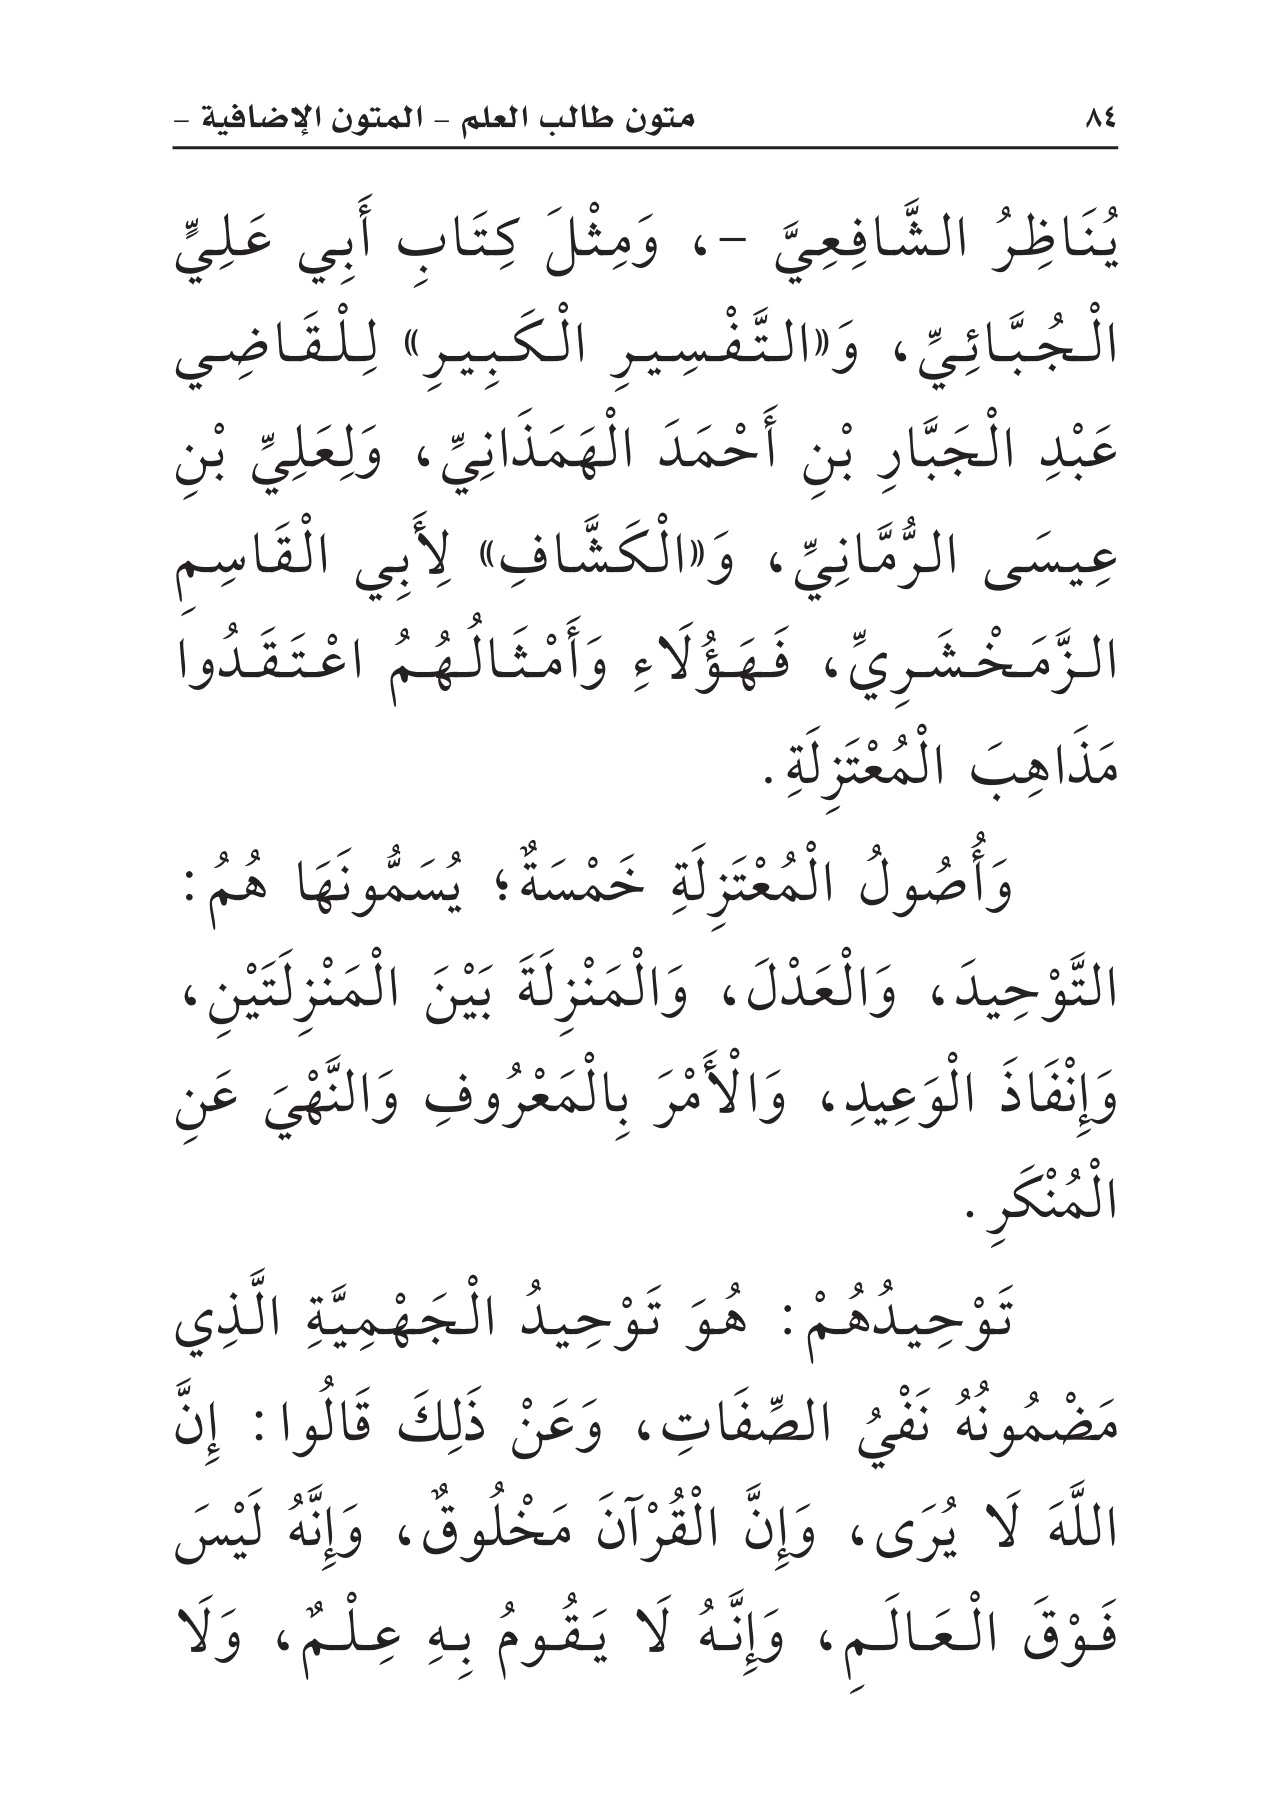 ٨٤ متون طالب العلم – المتون الإضافية –
يُنَاظِرُ الشَّافِعِيَّ –، وَمِثْلَ كِتَابِ أَبِي عَلِيٍّ
الْجُبَّائِيِّ، وَ«التَّفْسِيرِ الْكَبِيرِ» لِلْقَاضِي
عَبْدِ الْجَبَّارِ بْنِ أَحْمَدَ الْهَمَذَانِيِّ، وَلِعَلِيِّ بْنِ
عِيسَى الرُّمَّانِيِّ، وَ«الْكَشَّافِ» لِأَبِي الْقَاسِمِ
الزَّمَخْشَرِيِّ، فَهَؤُلَاءِ وَأَمْثَالُهُمُ اعْتَقَدُوا
مَذَاهِبَ الْمُعْتَزِلَةِ.
وَأُصُولُ الْمُعْتَزِلَةِ خَمْسَةٌ؛ يُسَمُّونَهَا هُمُ:
التَّوْحِيدَ، وَالْعَدْلَ، وَالْمَنْزِلَةَ بَيْنَ الْمَنْزِلَتَيْنِ،
وَإِنْفَاذَ الْوَعِيدِ، وَالْأَمْرَ بِالْمَعْرُوفِ وَالنَّهْيَ عَنِ
الْمُنْكَرِ.
تَوْحِيدُهُمْ: هُوَ تَوْحِيدُ الْجَهْمِيَّةِ الَّذِي
مَضْمُونُهُ نَفْيُ الصِّفَاتِ، وَعَنْ ذَلِكَ قَالُوا: إِنَّ
اللَّهَ لَا يُرَى، وَإِنَّ الْقُرْآنَ مَخْلُوقٌ، وَإِنَّهُ لَيْسَ
فَوْقَ الْعَالَمِ، وَإِنَّهُ لَا يَقُومُ بِهِ عِلْمٌ، وَلَا